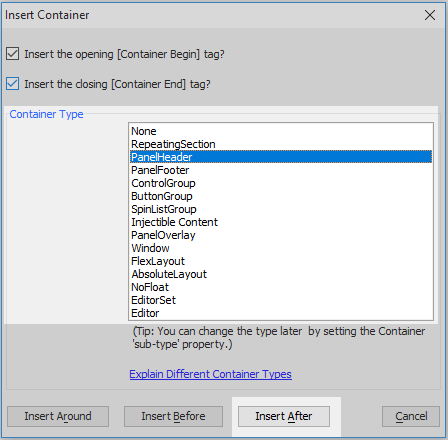 Insert Container
Insert the opening [Container Begin] tag?
Insert the closing [Container End] tag?
Container Type
None
RepeatingSection
PanelHeader
PanelFooter
ControlGroup
ButtonGroup
SpinListGroup
Injectible Content
PanelOverlay
Window
FlexLayout
AbsoluteLayout
NoFloat
EditorSet
Editor
(Tip: You can change the type later by setting the Container
'sub-type' property.)
Explain Different Container Types
Insert Around
Insert Before
Insert After
Cancel